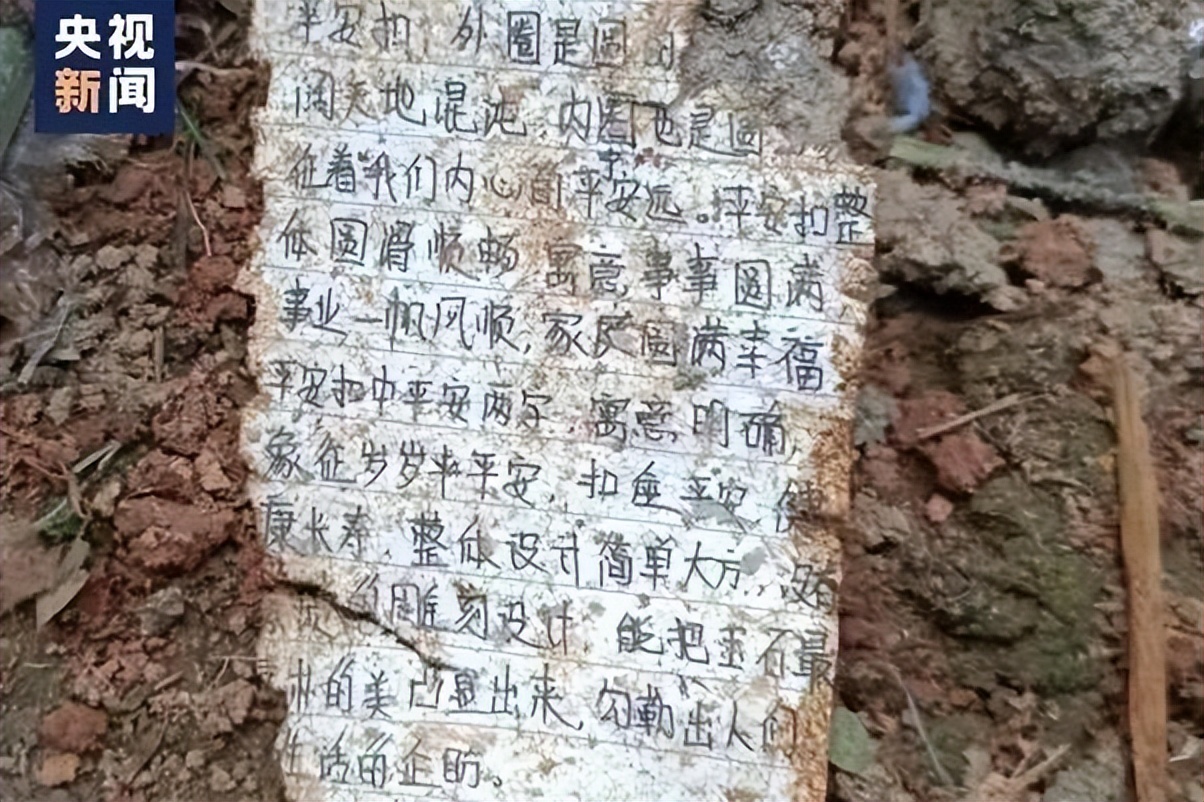 央视
新闻
平安扣，外圈是圆的
阔天地混沌，内圈也是圆
征着我们内心的平安远。平安扣整
体圆滑顺畅，寓意事事圆满，
事业一帆风顺，家庭圆满幸福
平安扣中平安两字，寓意明确，
象征岁岁平平安，扣平安，健
康长寿，整体设计简单大方，没有
雕刻设计，能把玉石最
的美凸显出来，勾勒出人们
生活的企盼。